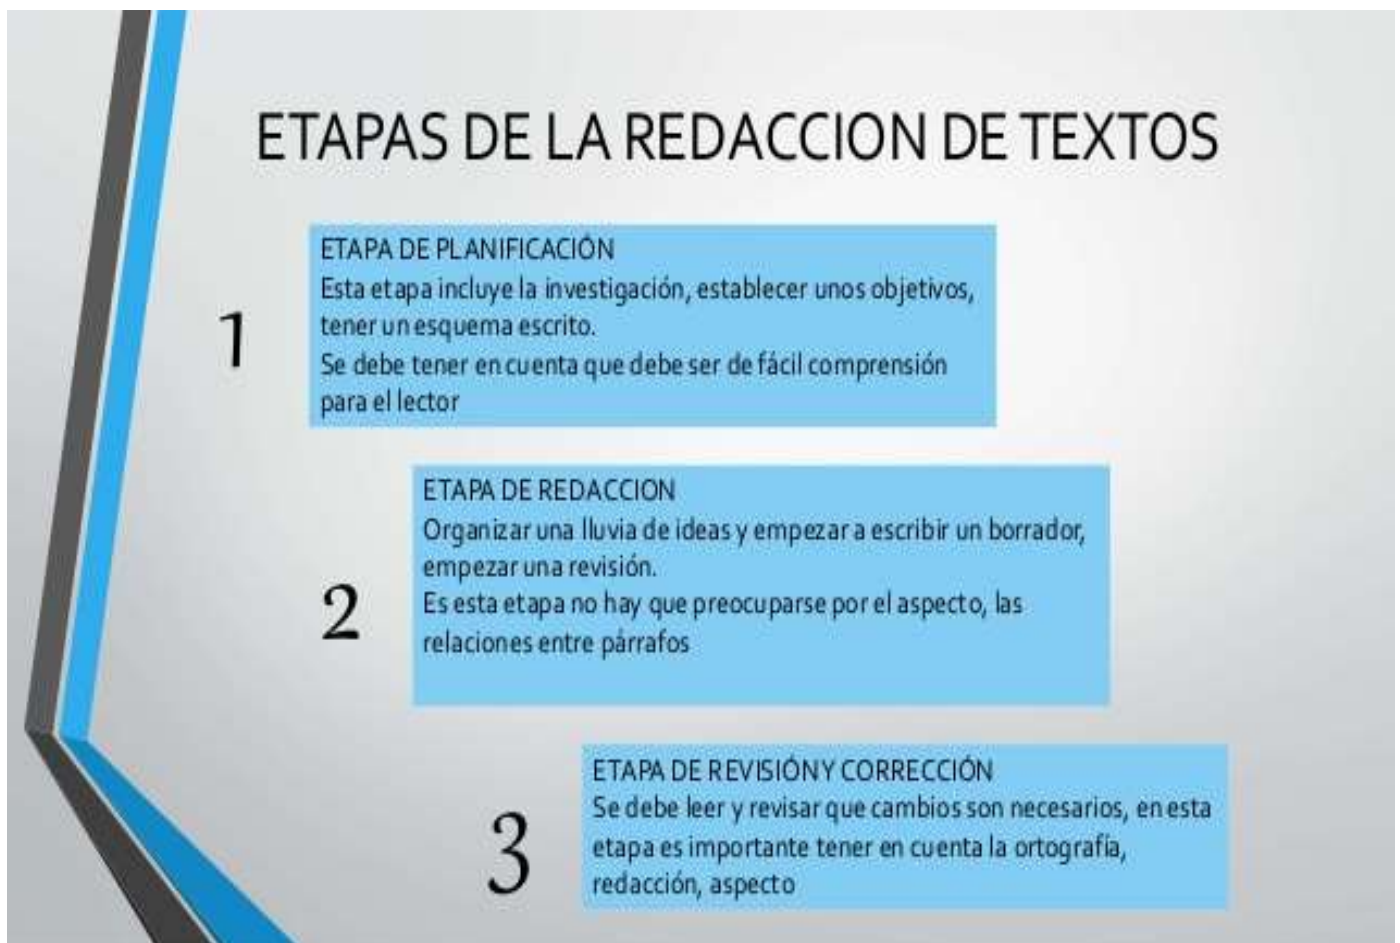 ETAPAS DE LA REDACCION DE TEXTOS
1
ETAPA DE PLANIFICACIÓN
Esta etapa incluye la investigación, establecer unos objetivos,
tener un esquema escrito.
Se debe tener en cuenta que debe ser de fácil comprensión
para el lector
2
ETAPA DE REDACCION
Organizar una lluvia de ideas y empezar a escribir un borrador,
empezar una revisión.
Es esta etapa no hay que preocuparse por el aspecto, las
relaciones entre párrafos
3
ETAPA DE REVISIÓN Y CORRECCIÓN
Se debe leer y revisar que cambios son necesarios, en esta
etapa es importante tener en cuenta la ortografía,
redacción, aspecto